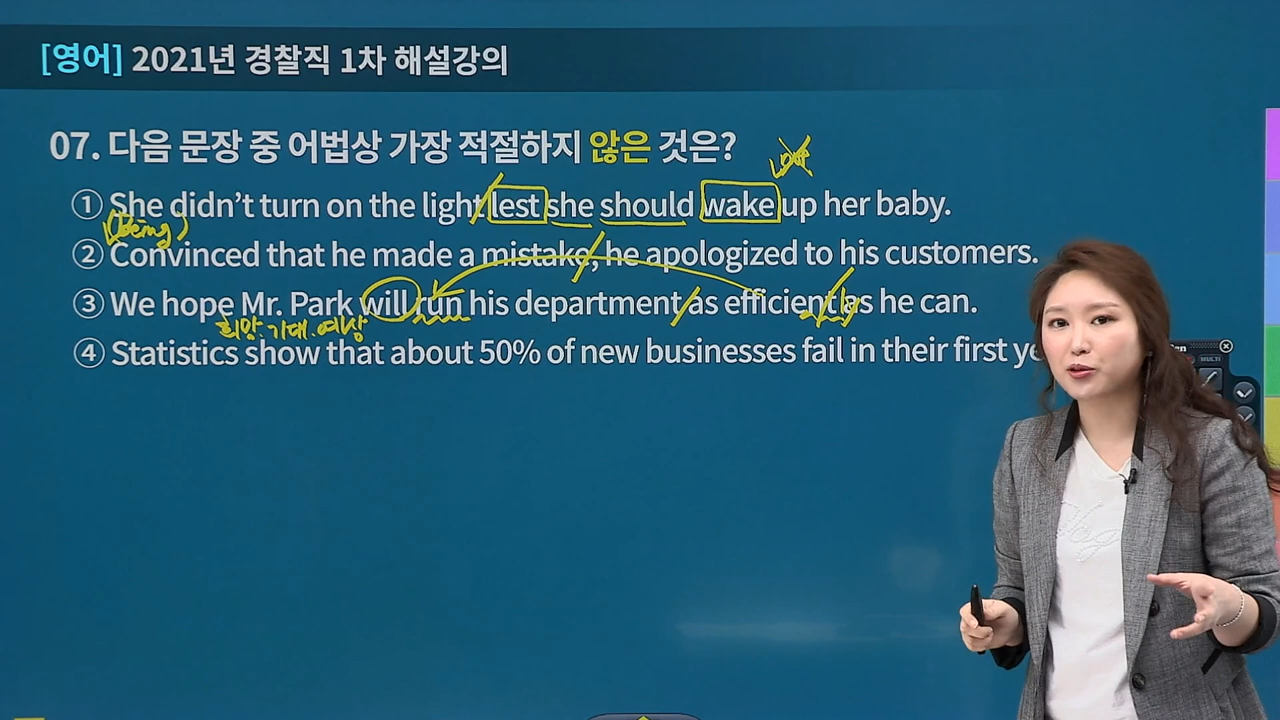 [영어] 2021년 경찰직 1차 해설강의
07. 다음 문장 중 어법상 가장 적절하지 않은 것은?
① She didn't turn on the light lest she should wake up her baby.
(Being)
② Convinced that he made a mistake, he apologized to his customers.
③ We hope Mr. Park will run his department as efficient as he can.
희망.기대.예상
④ Statistics show that about 50% of new businesses fail in their first
MULTI